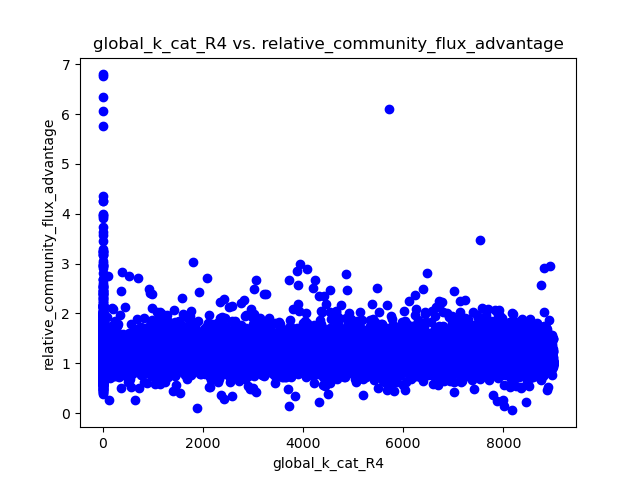 global_k_cat_R4 vs. relative_community_flux_advantage
7
6
5
4
3
2
1
0
relative_community_flux_advantage
0 2000 4000 6000 8000
global_k_cat_R4